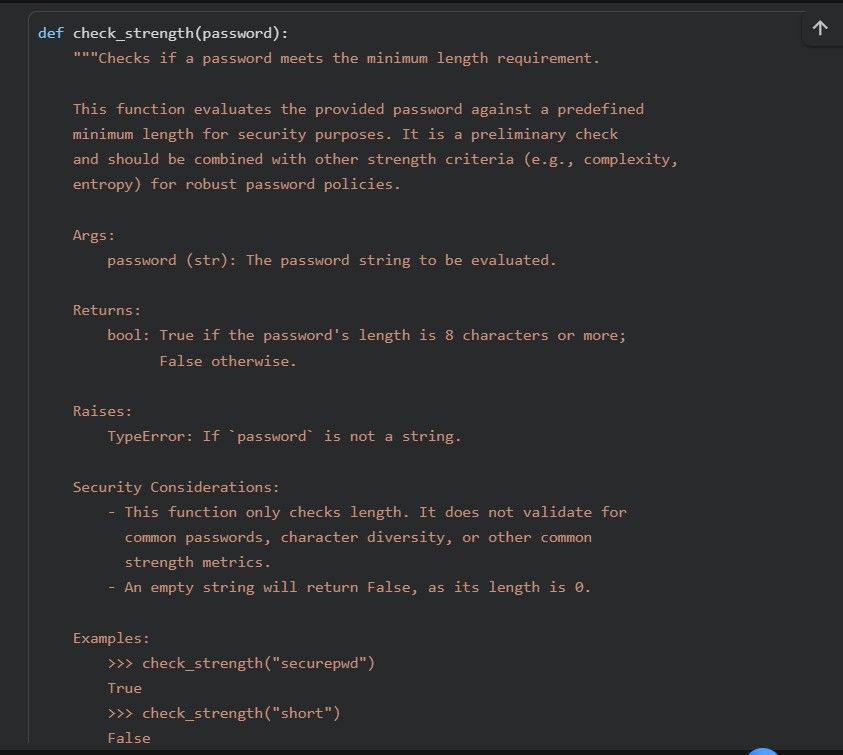 def check_strength(password):
"""Checks if a password meets the minimum length requirement.
This function evaluates the provided password against a predefined
minimum length for security purposes. It is a preliminary check
and should be combined with other strength criteria (e.g., complexity,
entropy) for robust password policies.
Args:
password (str): The password string to be evaluated.
Returns:
bool: True if the password's length is 8 characters or more;
False otherwise.
Raises:
TypeError: If `password` is not a string.
Security Considerations:
- This function only checks length. It does not validate for
common passwords, character diversity, or other common
strength metrics.
- An empty string will return False, as its length is 0.
Examples:
>>> check_strength("securepwd")
True
>>> check_strength("short")
False